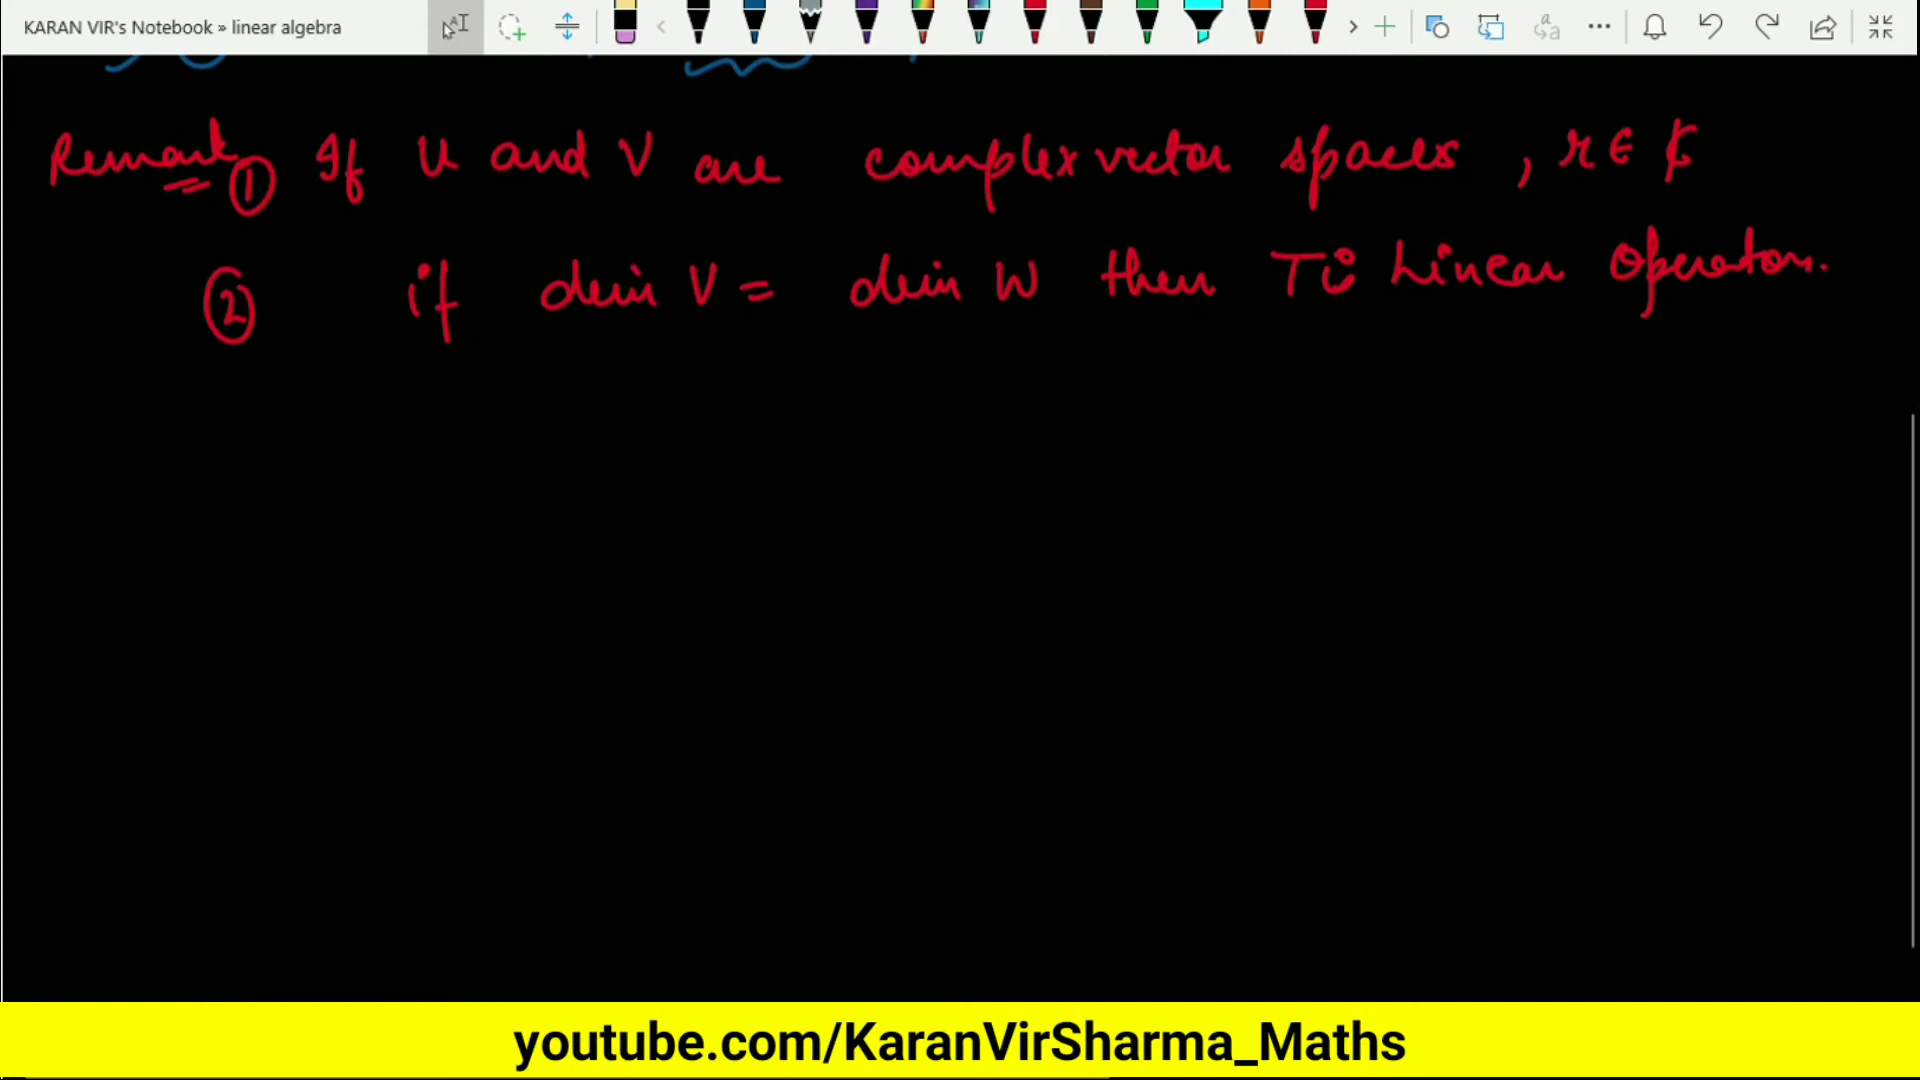 KARAN VIR's Notebook » linear algebra
Remark ① If U and V are complex vector spaces, r ∈ ₵
② if dim V = dim W then T is Linear Operator.
youtube.com/KaranVirSharma_Maths